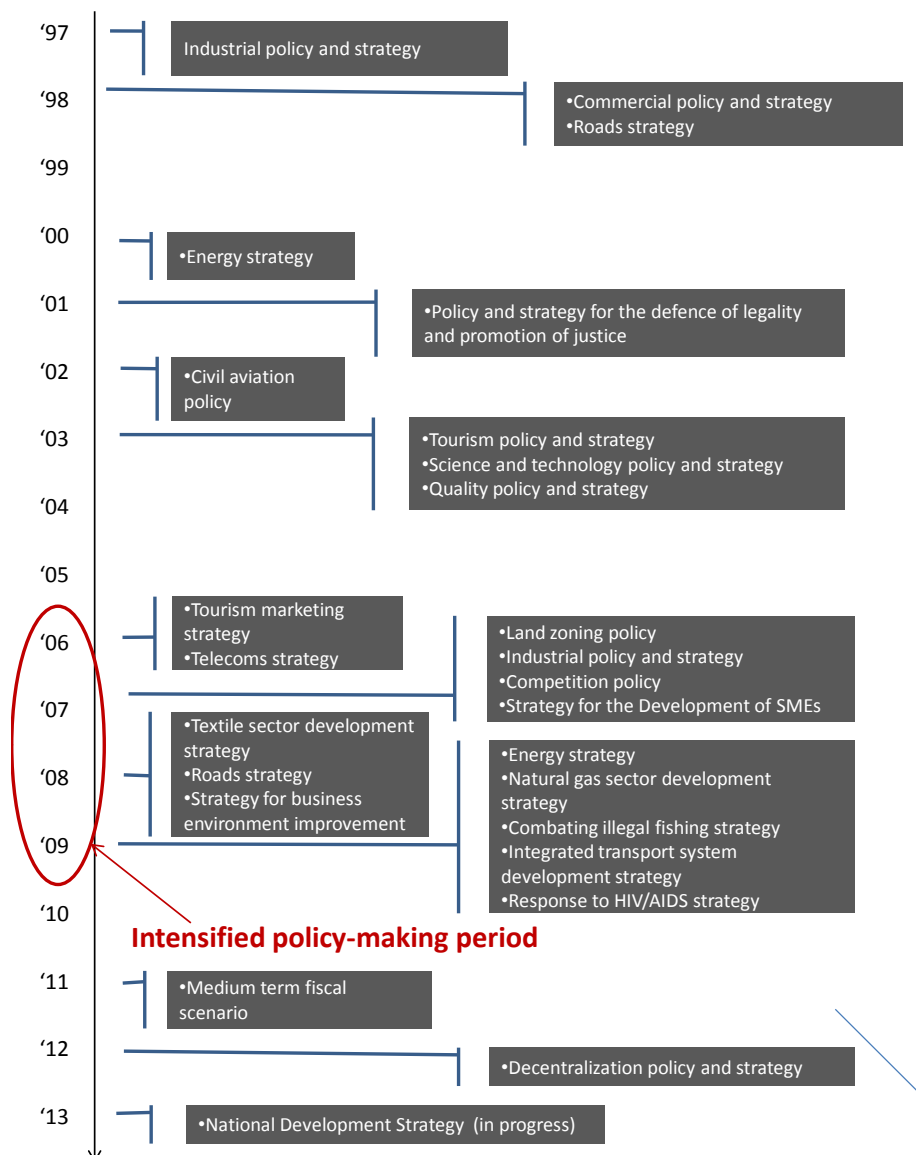 ‘97
Industrial policy and strategy
‘98
•Commercial policy and strategy
•Roads strategy
‘99
‘00
•Energy strategy
‘01
•Policy and strategy for the defence of legality
and promotion of justice
‘02
•Civil aviation
policy
‘03
•Tourism policy and strategy
•Science and technology policy and strategy
•Quality policy and strategy
‘04
‘05
‘06
•Tourism marketing
strategy
•Telecoms strategy
•Land zoning policy
•Industrial policy and strategy
•Competition policy
•Strategy for the Development of SMEs
‘07
•Textile sector development
strategy
•Roads strategy
•Strategy for business
environment improvement
‘08
•Energy strategy
•Natural gas sector development
strategy
•Combating illegal fishing strategy
•Integrated transport system
development strategy
•Response to HIV/AIDS strategy
‘09
‘10
Intensified policy-making period
‘11
•Medium term fiscal
scenario
‘12
•Decentralization policy and strategy
‘13
•National Development Strategy (in progress)